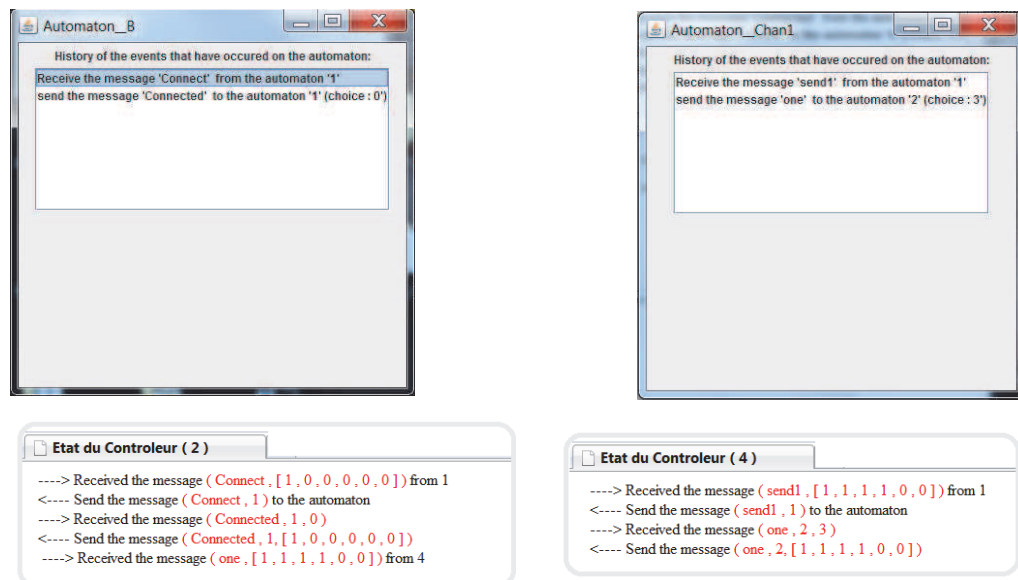 Automaton__B
History of the events that have occured on the automaton:
Receive the message 'Connect' from the automaton '1'
send the message 'Connected' to the automaton '1' (choice : 0')
Automaton__Chan1
History of the events that have occured on the automaton:
Receive the message 'send1' from the automaton '1'
send the message 'one' to the automaton '2' (choice : 3')
Etat du Controleur ( 2 )
----> Received the message ( Connect , [ 1 , 0 , 0 , 0 , 0 , 0 ] ) from 1
<---- Send the message ( Connect , 1 ) to the automaton
----> Received the message ( Connected , 1 , 0 )
<---- Send the message ( Connected , 1, [ 1 , 0 , 0 , 0 , 0 , 0 ] )
----> Received the message ( one , [ 1 , 1 , 1 , 1 , 0 , 0 ] ) from 4
Etat du Controleur ( 4 )
----> Received the message ( send1 , [ 1 , 1 , 1 , 1 , 0 , 0 ] ) from 1
<---- Send the message ( send1 , 1 ) to the automaton
----> Received the message ( one , 2 , 3 )
<---- Send the message ( one , 2, [ 1 , 1 , 1 , 1 , 0 , 0 ] )